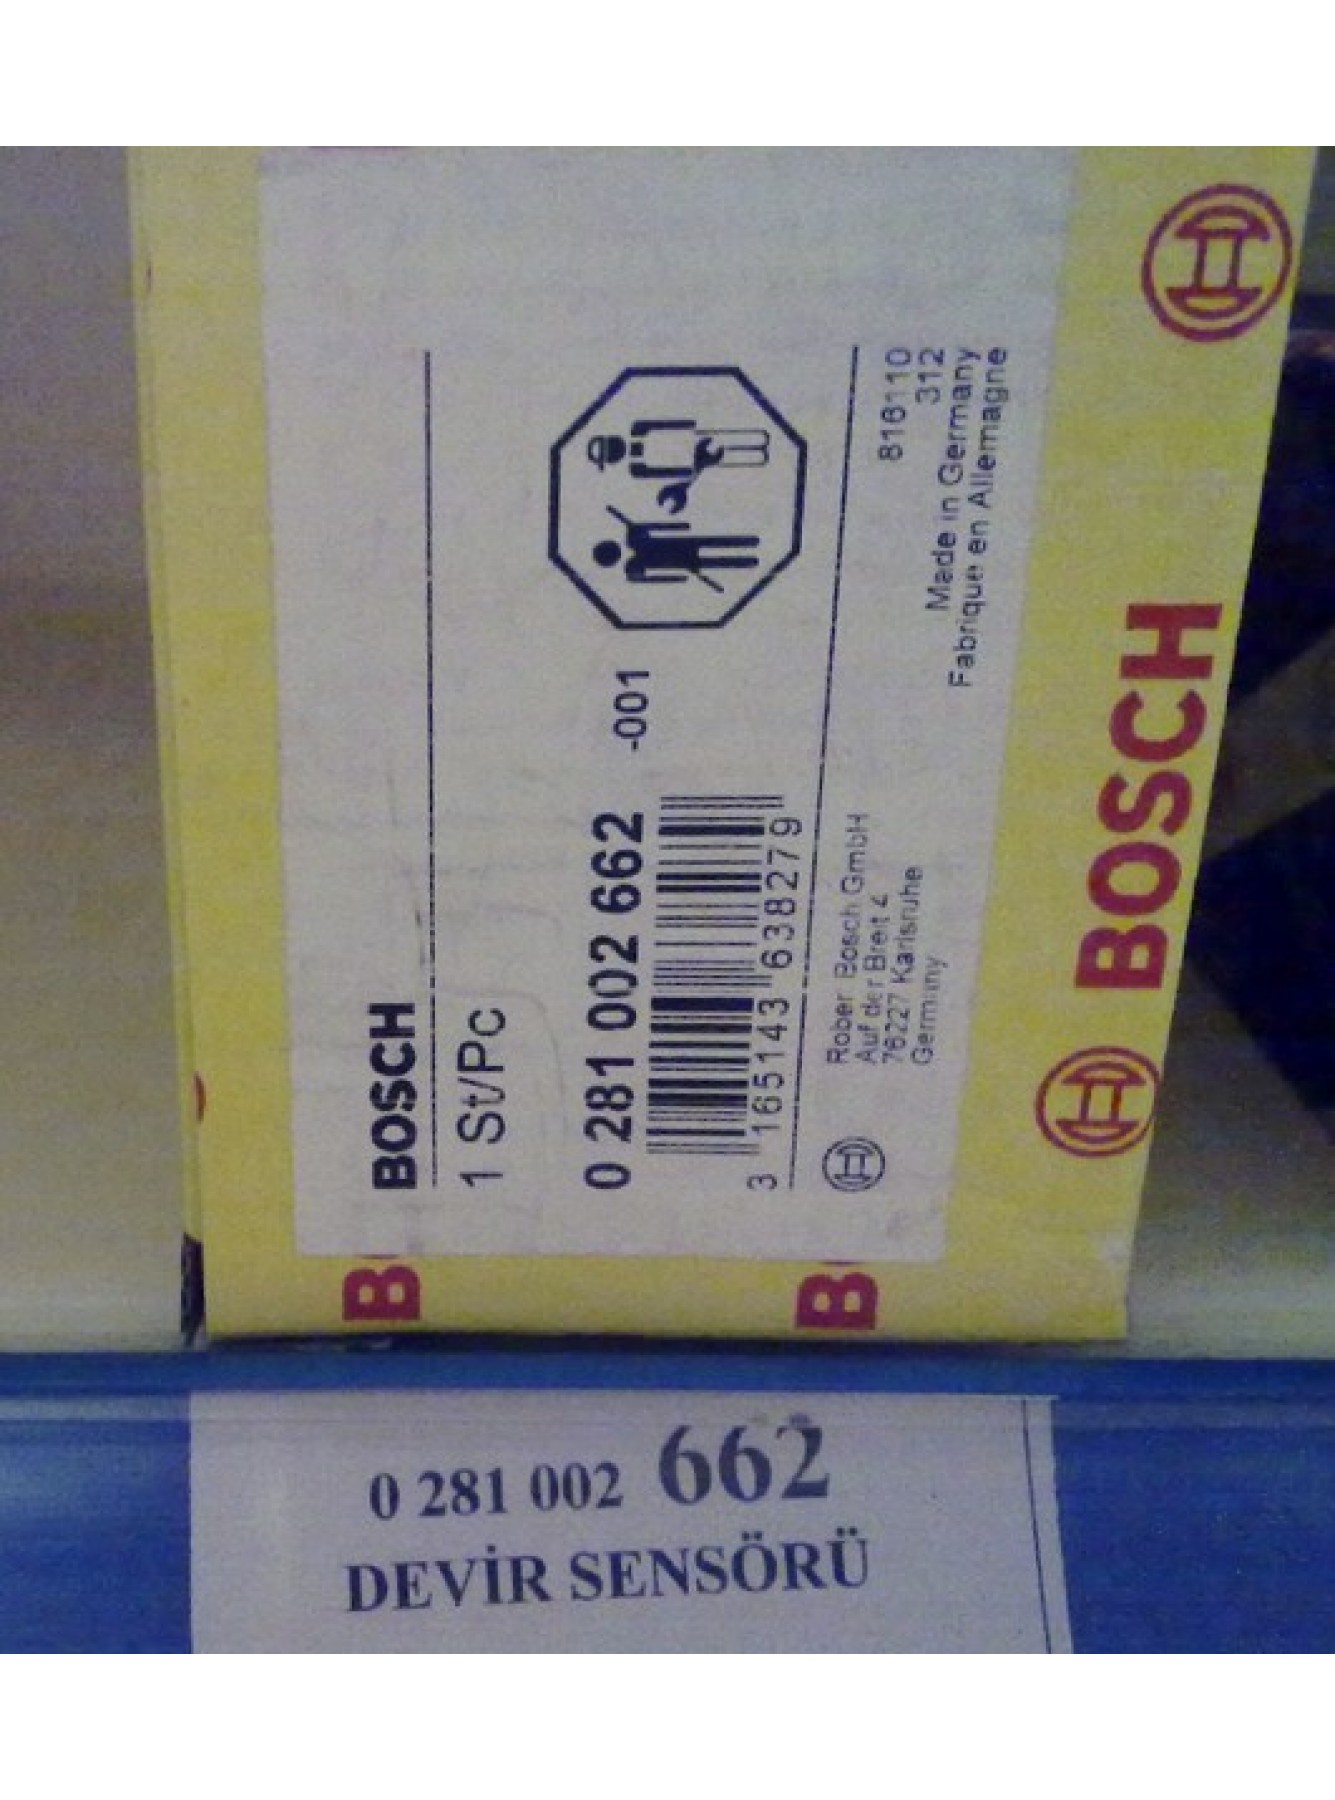 BOSCH
1 St/Pc
0 281 002 662 -001
3 165143 638279
Rober Bosch GmbH
Auf der Breit 4
76227 Karlsruhe
Germany
816110
312
Made in Germany
Fabriqué en Allemagne
BOSCH
B
B
0 281 002 662
DEVİR SENSÖRÜ